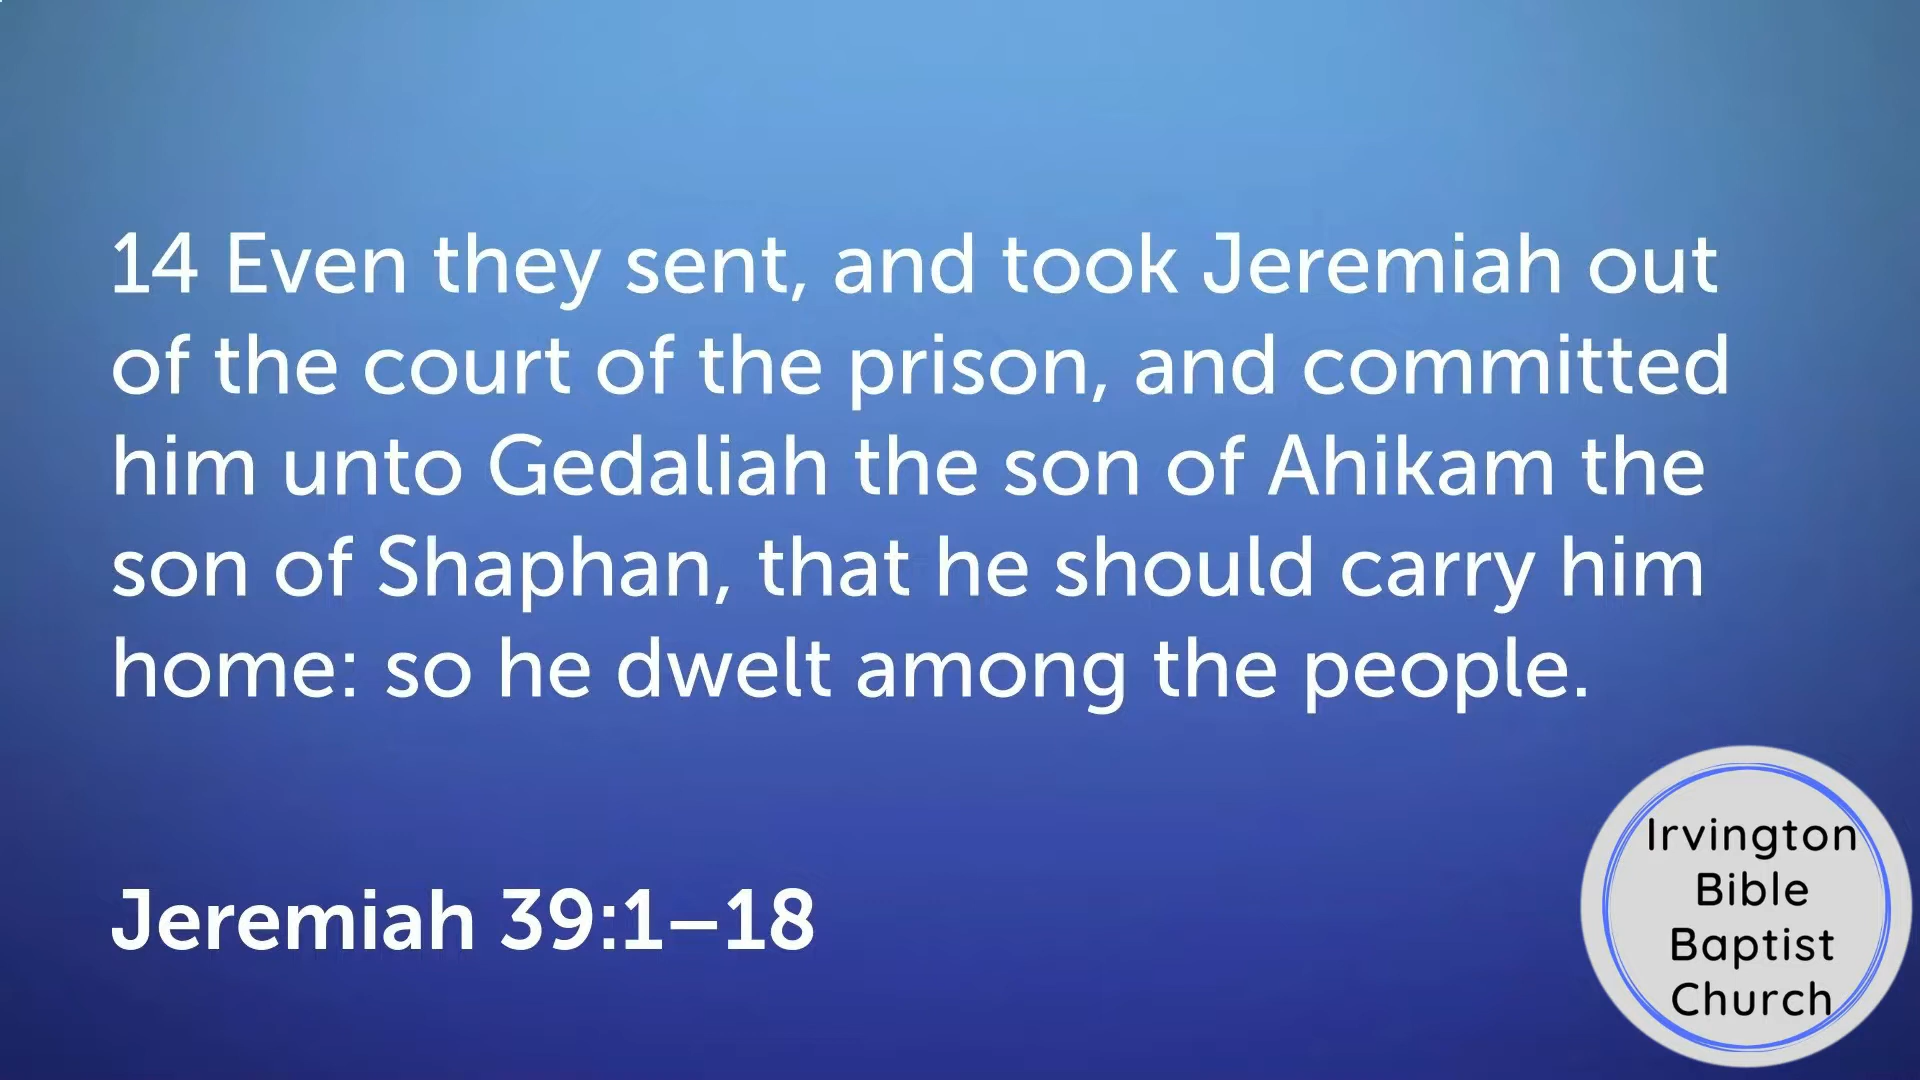 14 Even they sent, and took Jeremiah out
of the court of the prison, and committed
him unto Gedaliah the son of Ahikam the
son of Shaphan, that he should carry him
home: so he dwelt among the people.
Jeremiah 39:1–18
Irvington
Bible
Baptist
Church